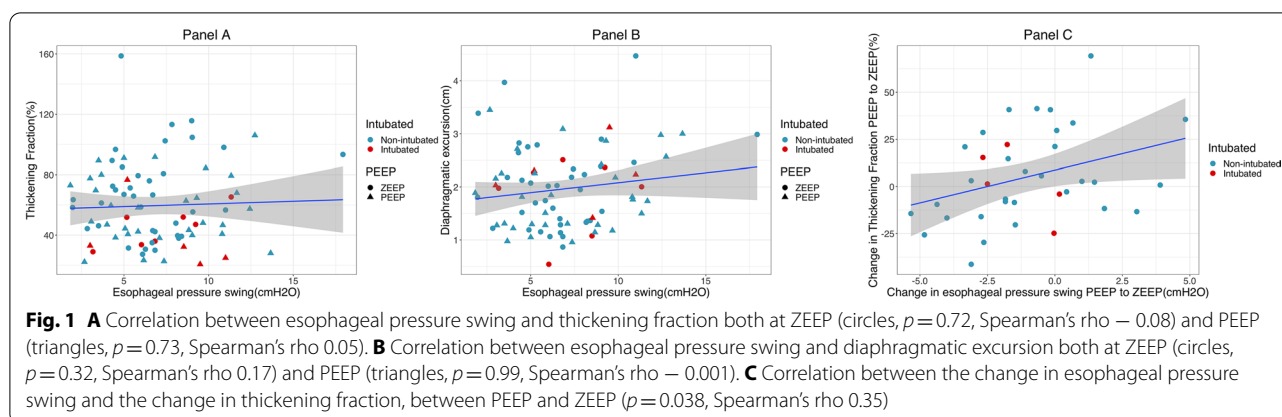 Panel A
Panel B
Panel C
Thickening Fraction(%)
160
120
80
40
5
10
15
Esophageal pressure swing(cmH2O)
Intubated
Non-intubated
Intubated
PEEP
ZEEP
PEEP
Diaphragmatic excursion(cm)
4
3
2
1
5
10
15
Esophageal pressure swing(cmH2O)
Intubated
Non-intubated
Intubated
PEEP
ZEEP
PEEP
Change in Thickening Fraction PEEP to ZEEP(%)
50
25
0
-25
-5.0
-2.5
0.0
2.5
5.0
Change in esophageal pressure swing PEEP to ZEEP(cmH2O)
Intubated
Non-intubated
Intubated
Fig. 1 A Correlation between esophageal pressure swing and thickening fraction both at ZEEP (circles, p = 0.72, Spearman's rho − 0.08) and PEEP
(triangles, p = 0.73, Spearman's rho 0.05). B Correlation between esophageal pressure swing and diaphragmatic excursion both at ZEEP (circles,
p = 0.32, Spearman's rho 0.17) and PEEP (triangles, p = 0.99, Spearman's rho − 0.001). C Correlation between the change in esophageal pressure
swing and the change in thickening fraction, between PEEP and ZEEP (p = 0.038, Spearman's rho 0.35)